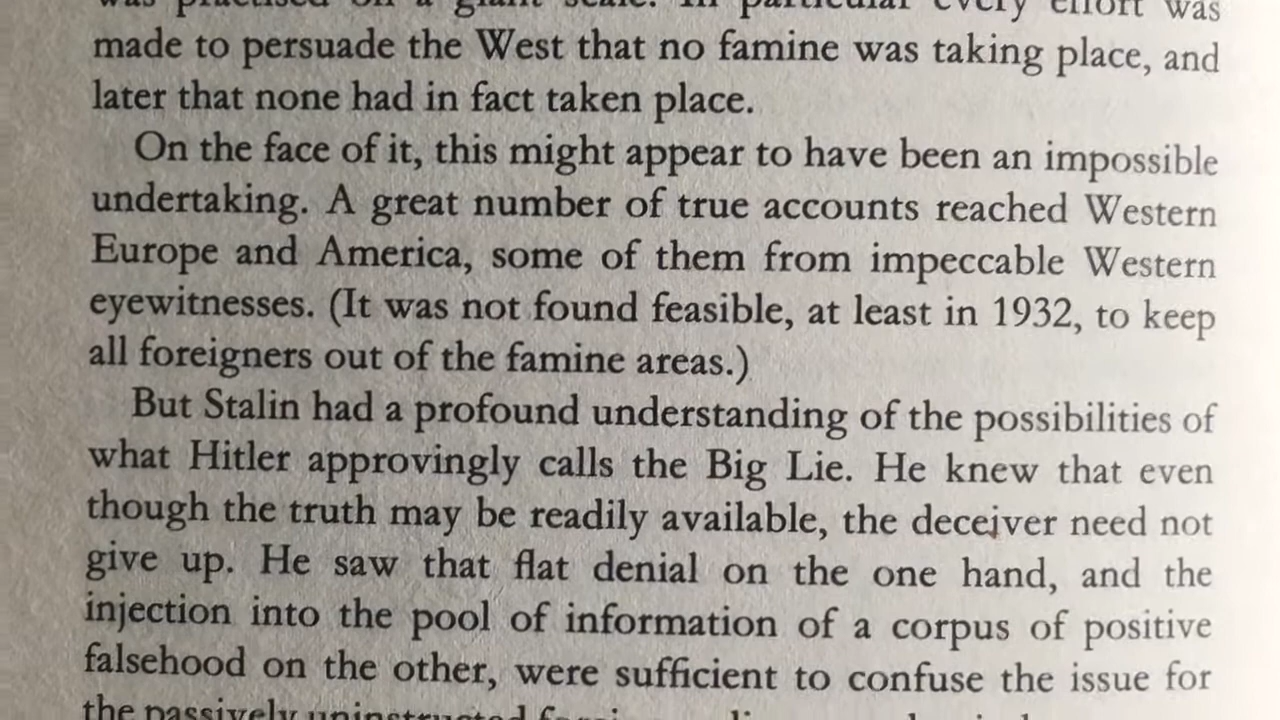 was practised on a giant scale. In particular every effort was
made to persuade the West that no famine was taking place, and
later that none had in fact taken place.
On the face of it, this might appear to have been an impossible
undertaking. A great number of true accounts reached Western
Europe and America, some of them from impeccable Western
eyewitnesses. (It was not found feasible, at least in 1932, to keep
all foreigners out of the famine areas.)
But Stalin had a profound understanding of the possibilities of
what Hitler approvingly calls the Big Lie. He knew that even
though the truth may be readily available, the deceiver need not
give up. He saw that flat denial on the one hand, and the
injection into the pool of information of a corpus of positive
falsehood on the other, were sufficient to confuse the issue for
the passively uninstructed